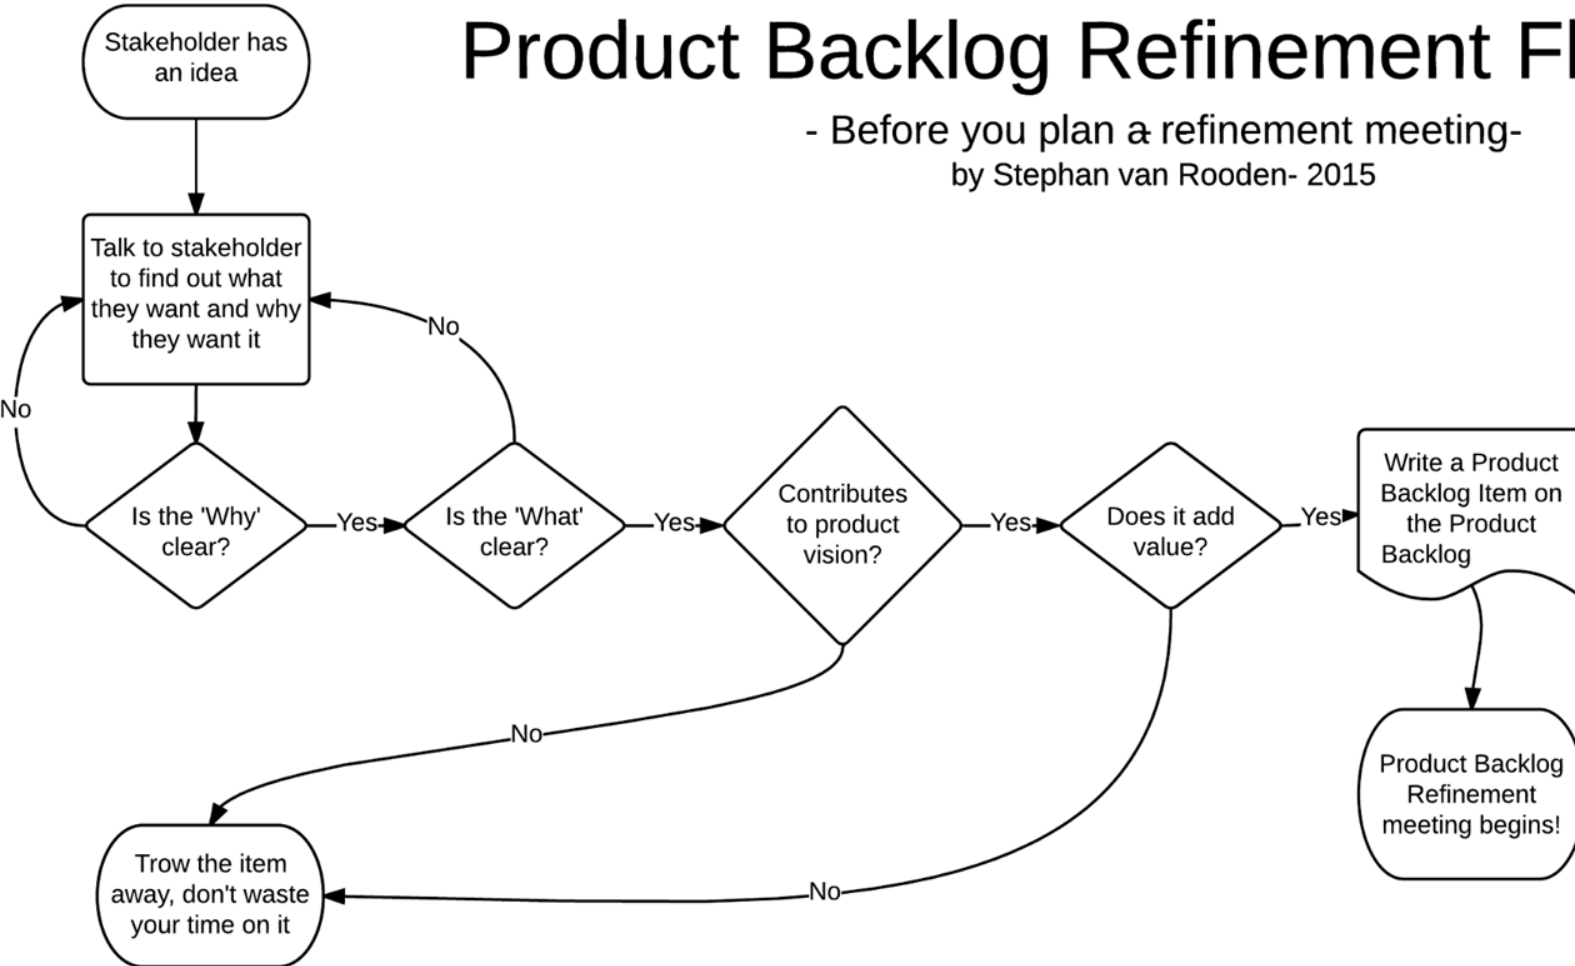 Product Backlog Refinement Fl
- Before you plan a refinement meeting-
by Stephan van Rooden- 2015
Stakeholder has
an idea
Talk to stakeholder
to find out what
they want and why
they want it
No
No
Is the 'Why'
clear?
Yes
Is the 'What'
clear?
Yes
Contributes
to product
vision?
Yes
Does it add
value?
Yes
Write a Product
Backlog Item on
the Product
Backlog
No
No
Trow the item
away, don't waste
your time on it
Product Backlog
Refinement
meeting begins!